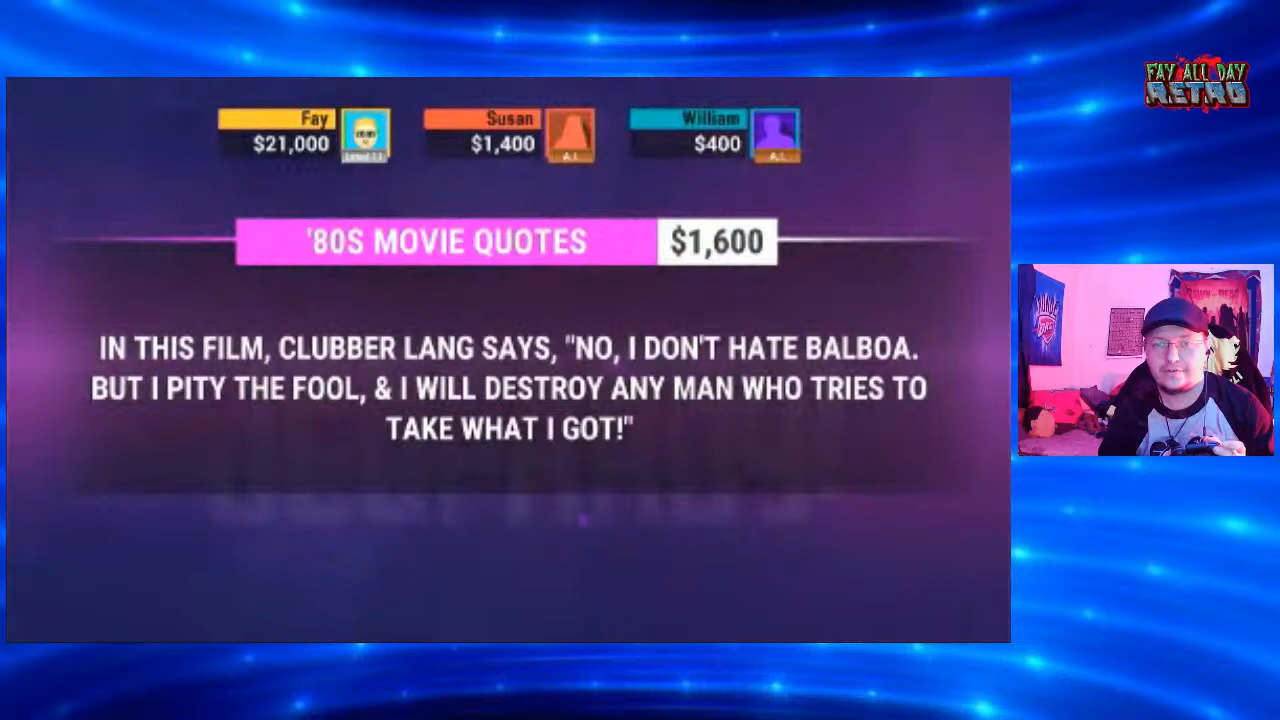 FAY ALL DAY
RETRO
Fay
$21,000
Susan
$1,400
A.I.
William
$400
A.I.
'80S MOVIE QUOTES
$1,600
IN THIS FILM, CLUBBER LANG SAYS, "NO, I DON'T HATE BALBOA.
BUT I PITY THE FOOL, & I WILL DESTROY ANY MAN WHO TRIES TO
TAKE WHAT I GOT!"